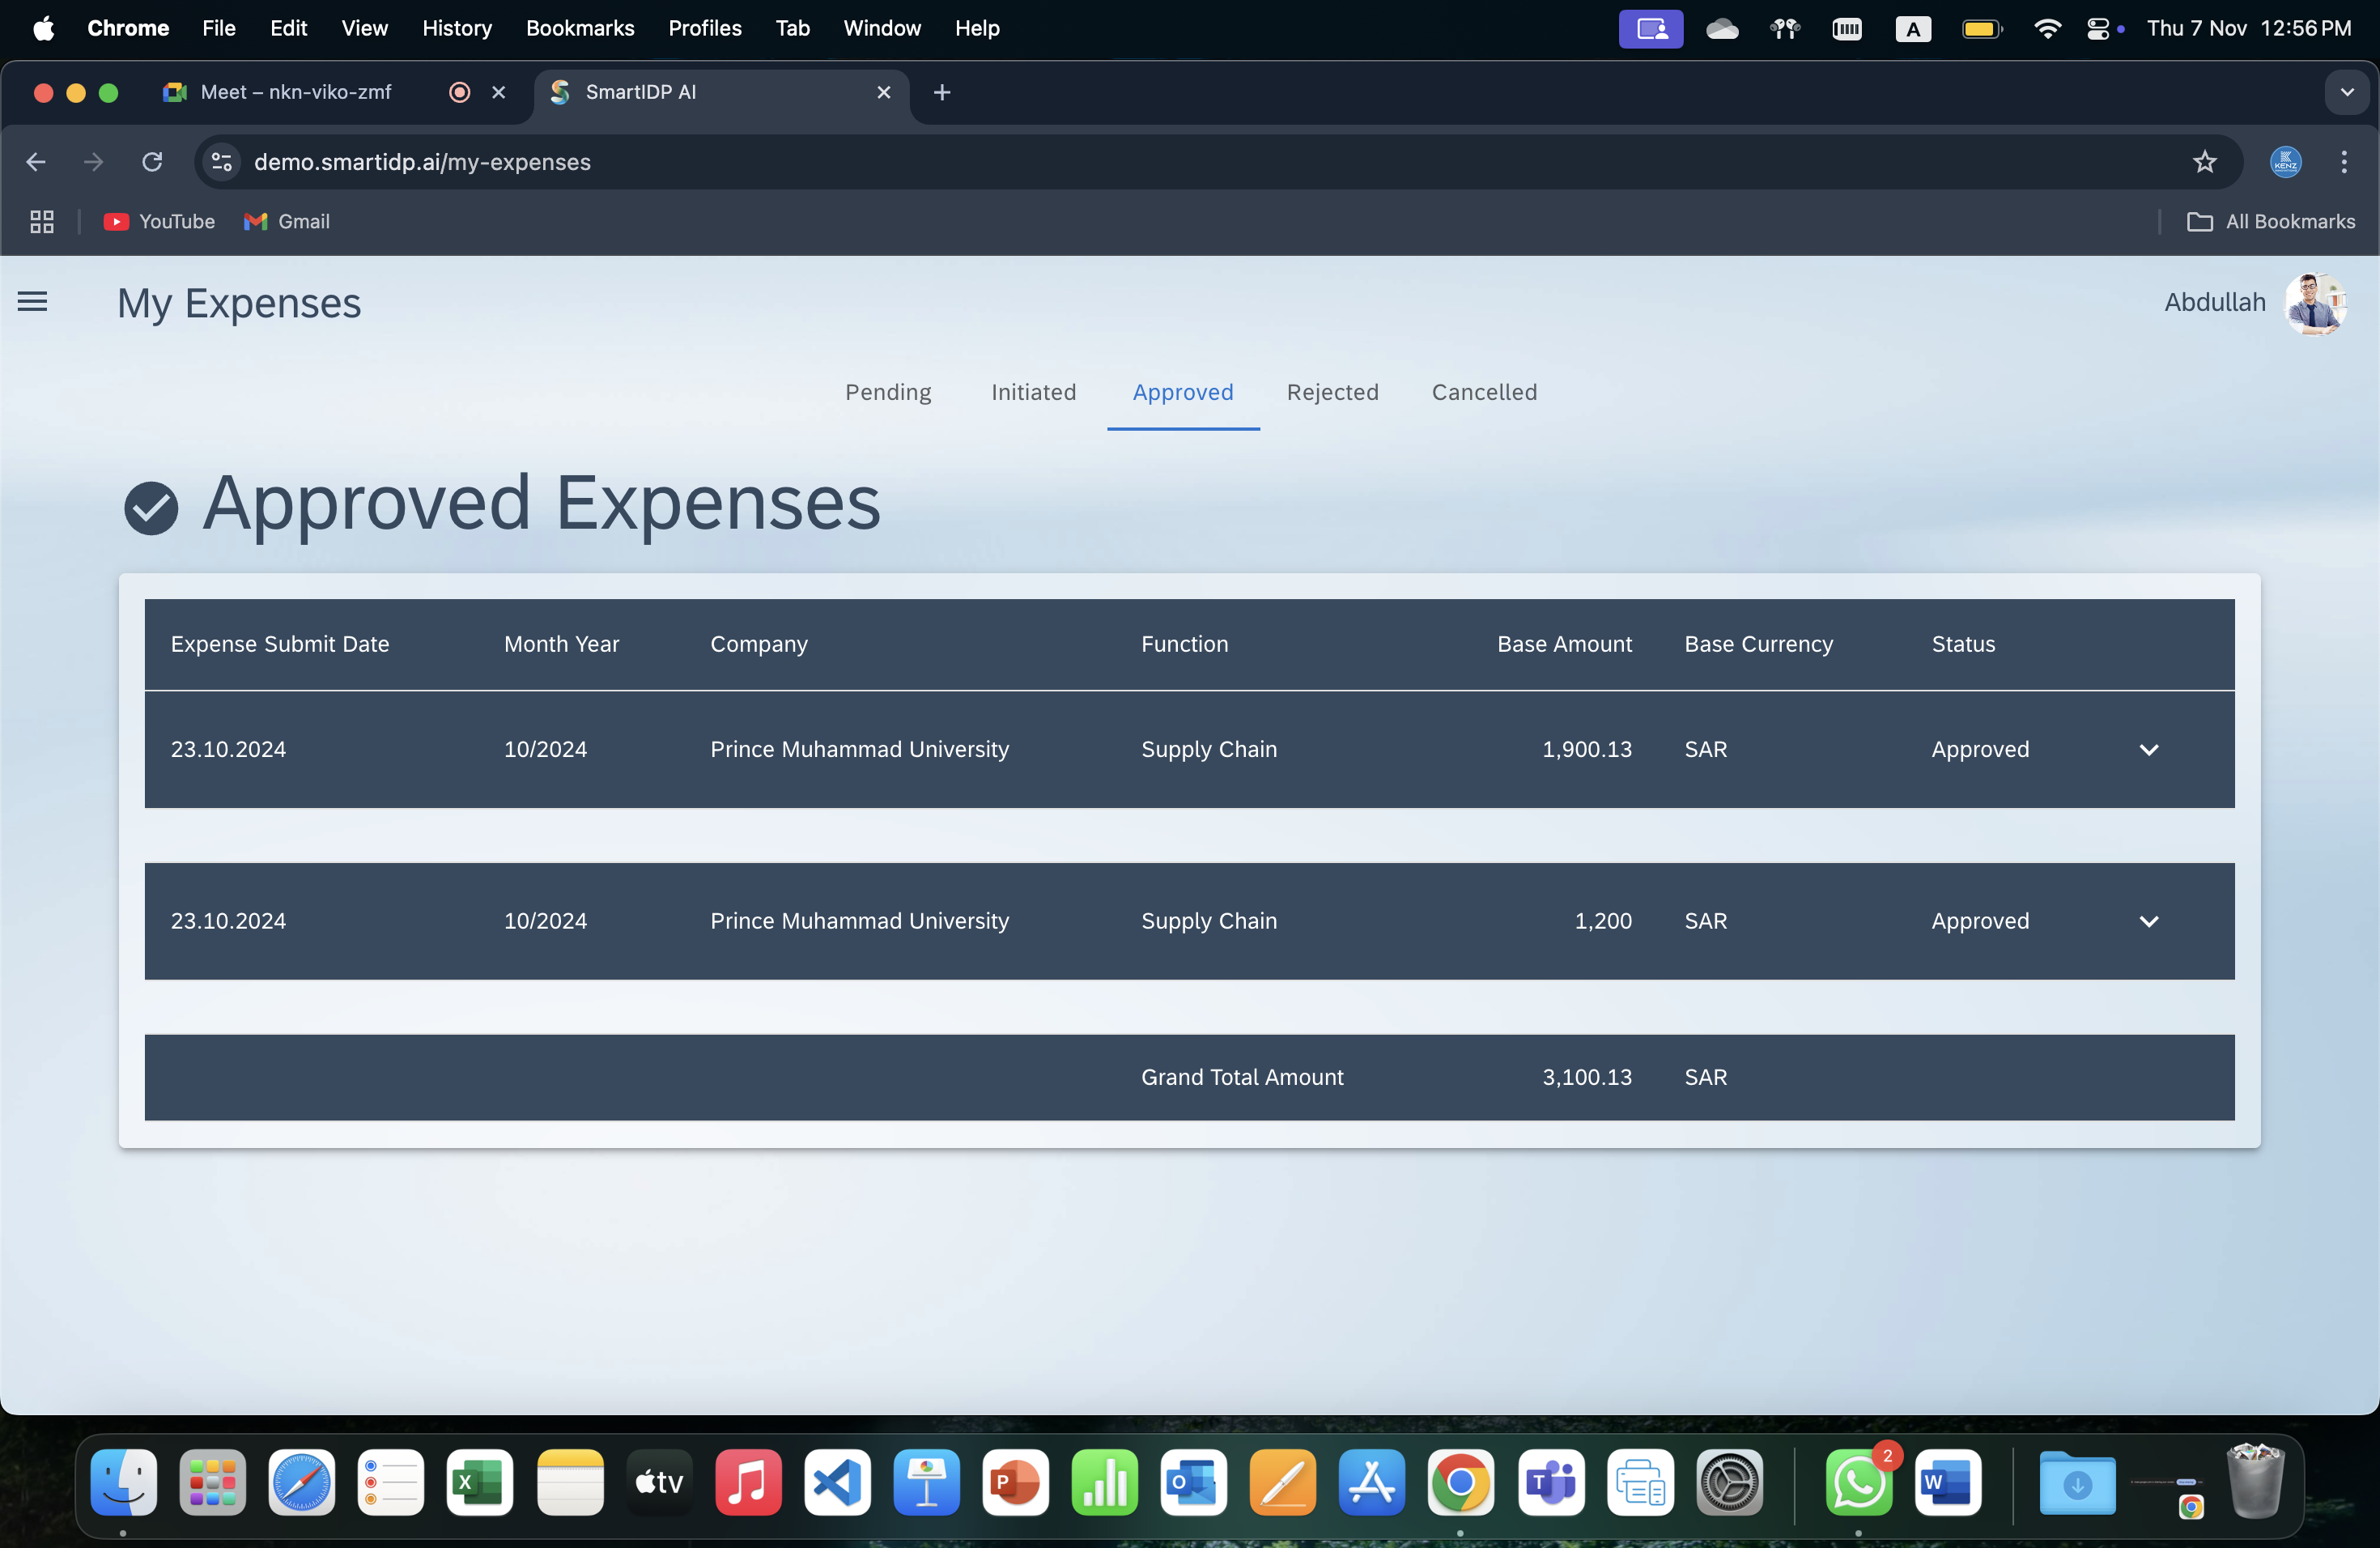 Chrome File Edit View History Bookmarks Profiles Tab Window Help A Thu 7 Nov 12:56 PM
Meet – nkn-viko-zmf SmartIDP AI
demo.smartidp.ai/my-expenses KENZ
YouTube Gmail All Bookmarks
My Expenses Abdullah
Pending Initiated Approved Rejected Cancelled
Approved Expenses
Expense Submit Date Month Year Company Function Base Amount Base Currency Status
23.10.2024 10/2024 Prince Muhammad University Supply Chain 1,900.13 SAR Approved
23.10.2024 10/2024 Prince Muhammad University Supply Chain 1,200 SAR Approved
Grand Total Amount 3,100.13 SAR
X tv P O T 2 W